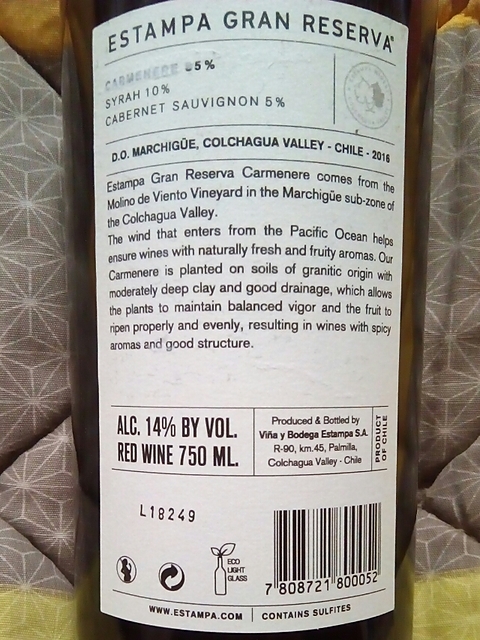 ESTAMPA GRAN RESERVA®
CARMENERE 85%
SYRAH 10%
CABERNET SAUVIGNON 5%
D.O. MARCHIGÜE, COLCHAGUA VALLEY - CHILE - 2016
Estampa Gran Reserva Carmenere comes from the
Molino de Viento Vineyard in the Marchigüe sub-zone of
the Colchagua Valley.
The wind that enters from the Pacific Ocean helps
ensure wines with naturally fresh and fruity aromas. Our
Carmenere is planted on soils of granitic origin with
moderately deep clay and good drainage, which allows
the plants to maintain balanced vigor and the fruit to
ripen properly and evenly, resulting in wines with spicy
aromas and good structure.
ALC. 14% BY VOL.
RED WINE 750 ML.
Produced & Bottled by
Viña y Bodega Estampa S.A.
R-90, km.45, Palmilla,
Colchagua Valley - Chile
PRODUCT
OF CHILE
L18249
ECO
LIGHT
GLASS
7 808721 800052
WWW.ESTAMPA.COM | CONTAINS SULFITES